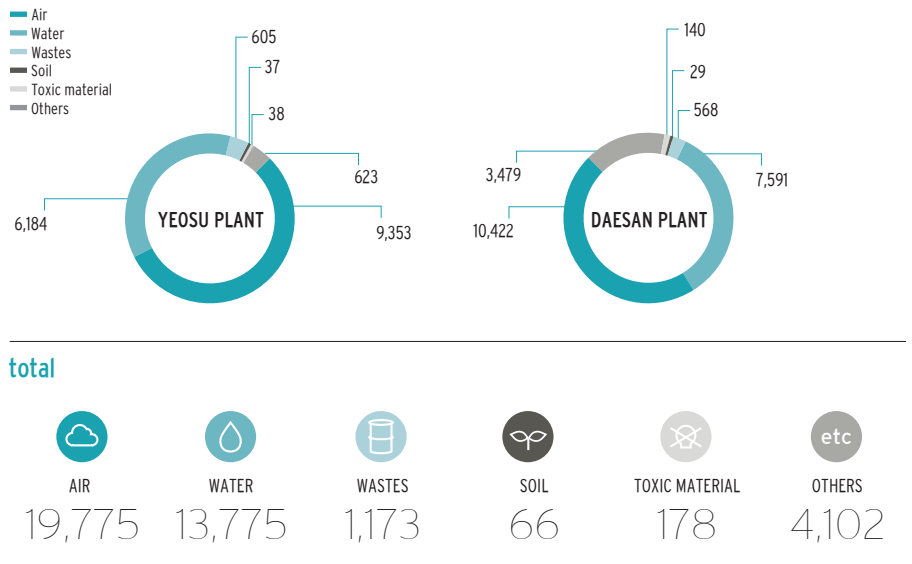 Air
Water
Wastes
Soil
Toxic material
Others
605
37
38
623
6,184
9,353
YEOSU PLANT
140
29
568
3,479
7,591
10,422
DAESAN PLANT
total
etc
AIR WATER WASTES SOIL TOXIC MATERIAL OTHERS
19,775 13,775 1,173 66 178 4,102